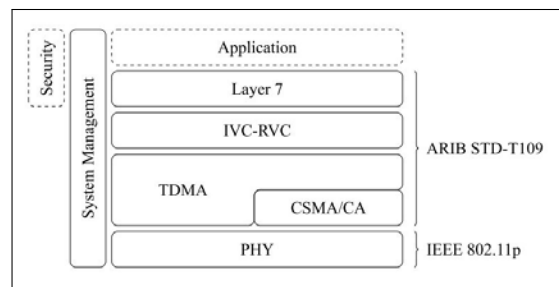 Security
System Management
Application
Layer 7
IVC-RVC
TDMA
CSMA/CA
PHY
ARIB STD-T109
IEEE 802.11p